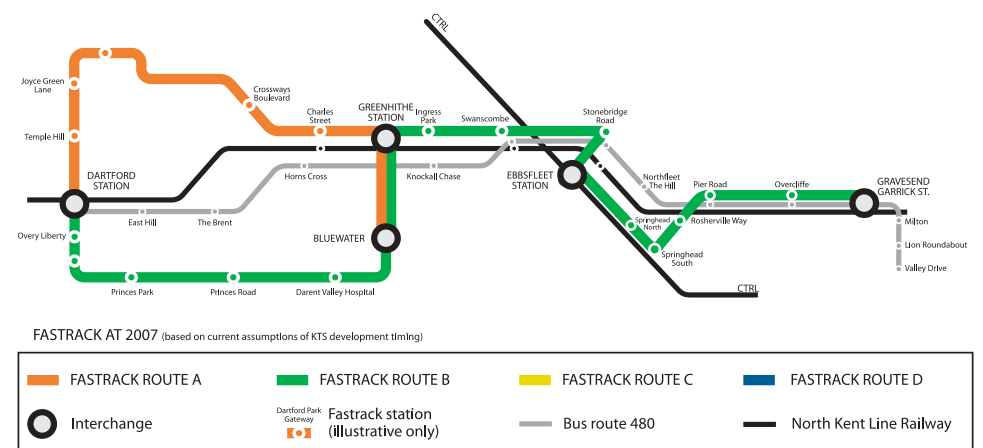 CTRL
Joyce Green
Lane
Crossways
Boulevard
Charles
Street
GREENHITHE
STATION
Ingress
Park
Swanscombe
Stonebridge
Road
Temple Hill
DARTFORD
STATION
Horns Cross
Knockall Chase
EBBSFLEET
STATION
Northfleet
The Hill
Pier Road
Overcliffe
GRAVESEND
GARRICK ST.
East Hill
The Brent
Overy Liberty
BLUEWATER
Springhead
North
Rosherville Way
Milton
Springhead
South
Lion Roundabout
Valley Drive
Princes Park
Princes Road
Darent Valley Hospital
CTRL
FASTRACK AT 2007 (based on current assumptions of KTS development timing)
FASTRACK ROUTE A
FASTRACK ROUTE B
FASTRACK ROUTE C
FASTRACK ROUTE D
Interchange
Dartford Park
Gateway
Fastrack station
(illustrative only)
Bus route 480
North Kent Line Railway